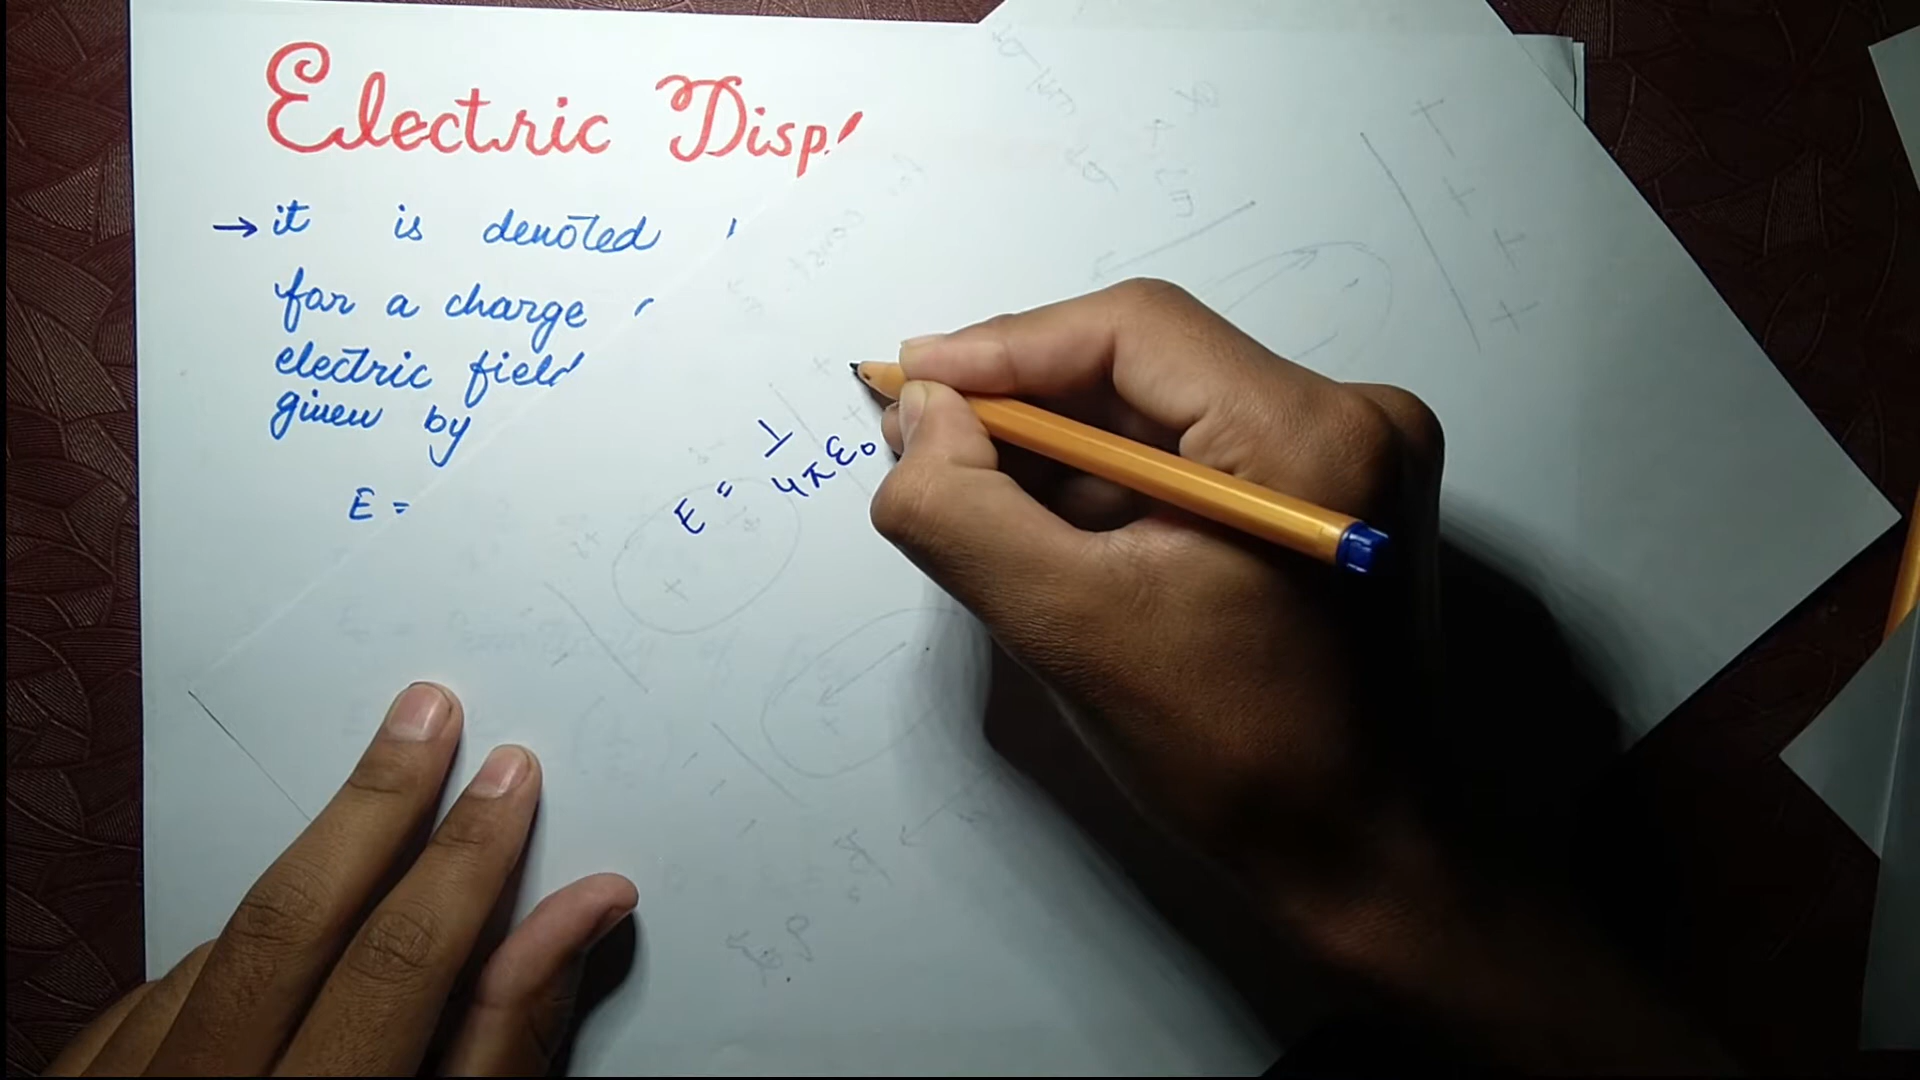 Electric Disp
→ it is denoted
for a charge
electric field
given by
E =
E = 1 / 4πε₀